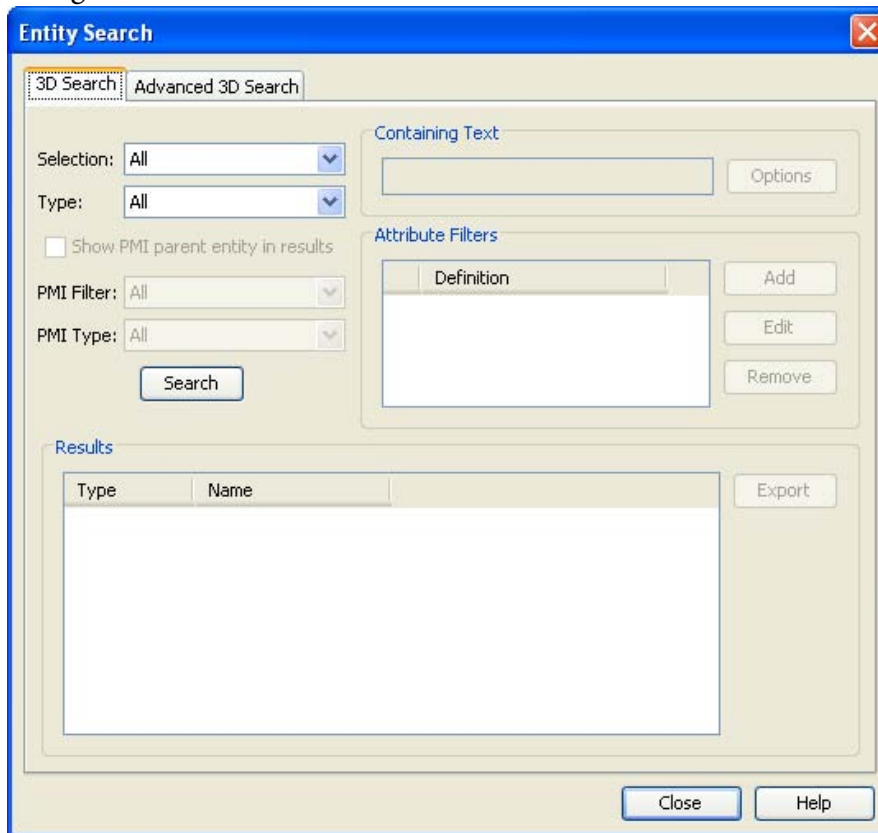 Entity Search
3D Search Advanced 3D Search
Selection: All
Type: All
Show PMI parent entity in results
PMI Filter: All
PMI Type: All
Search
Containing Text
Options
Attribute Filters
Definition
Add
Edit
Remove
Results
Type Name
Export
Close Help